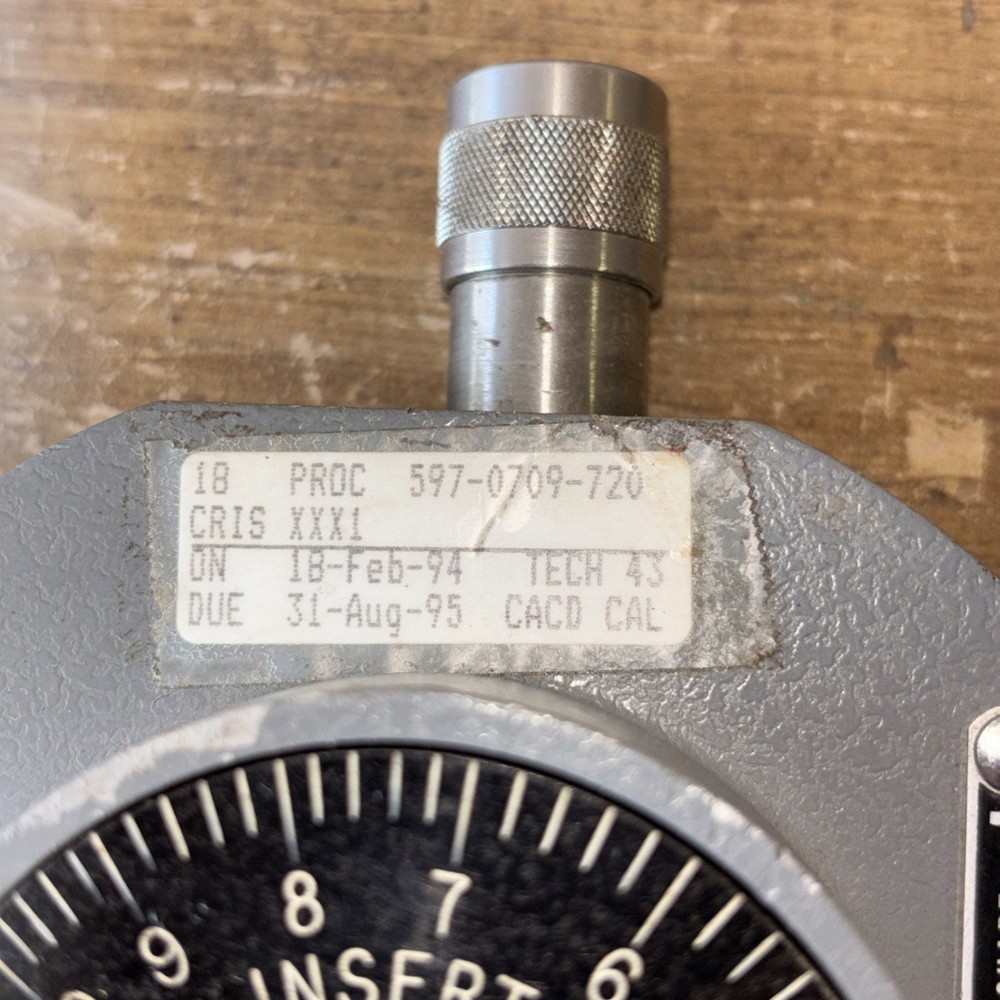 18 PROC 597-0709-720
CRIS XXX1
ON 18-Feb-94 TECH 43
DUE 31-Aug-95 CACD CAL
9 8 7 6
INSERT